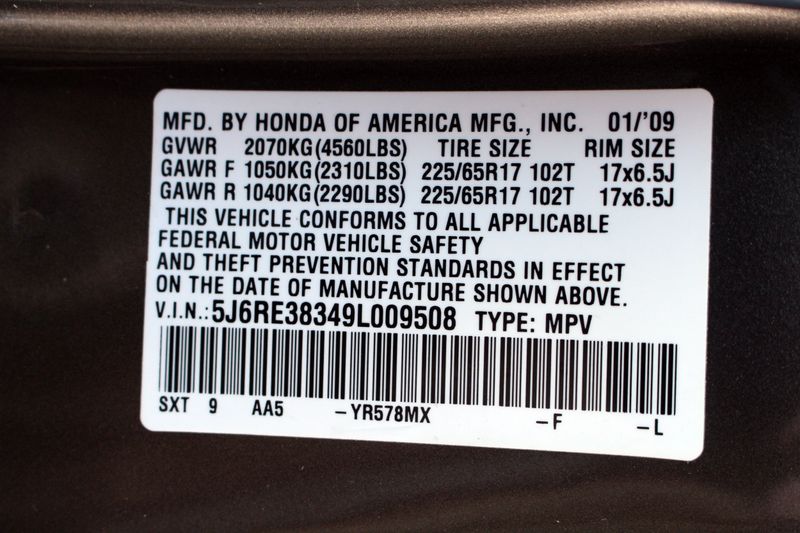 MFD. BY HONDA OF AMERICA MFG., INC. 01/'09
GVWR 2070KG(4560LBS) TIRE SIZE RIM SIZE
GAWR F 1050KG(2310LBS) 225/65R17 102T 17x6.5J
GAWR R 1040KG(2290LBS) 225/65R17 102T 17x6.5J
THIS VEHICLE CONFORMS TO ALL APPLICABLE
FEDERAL MOTOR VEHICLE SAFETY
AND THEFT PREVENTION STANDARDS IN EFFECT
ON THE DATE OF MANUFACTURE SHOWN ABOVE.
V.I.N.: 5J6RE38349L009508 TYPE: MPV
SXT 9 AA5 -YR578MX -F -L